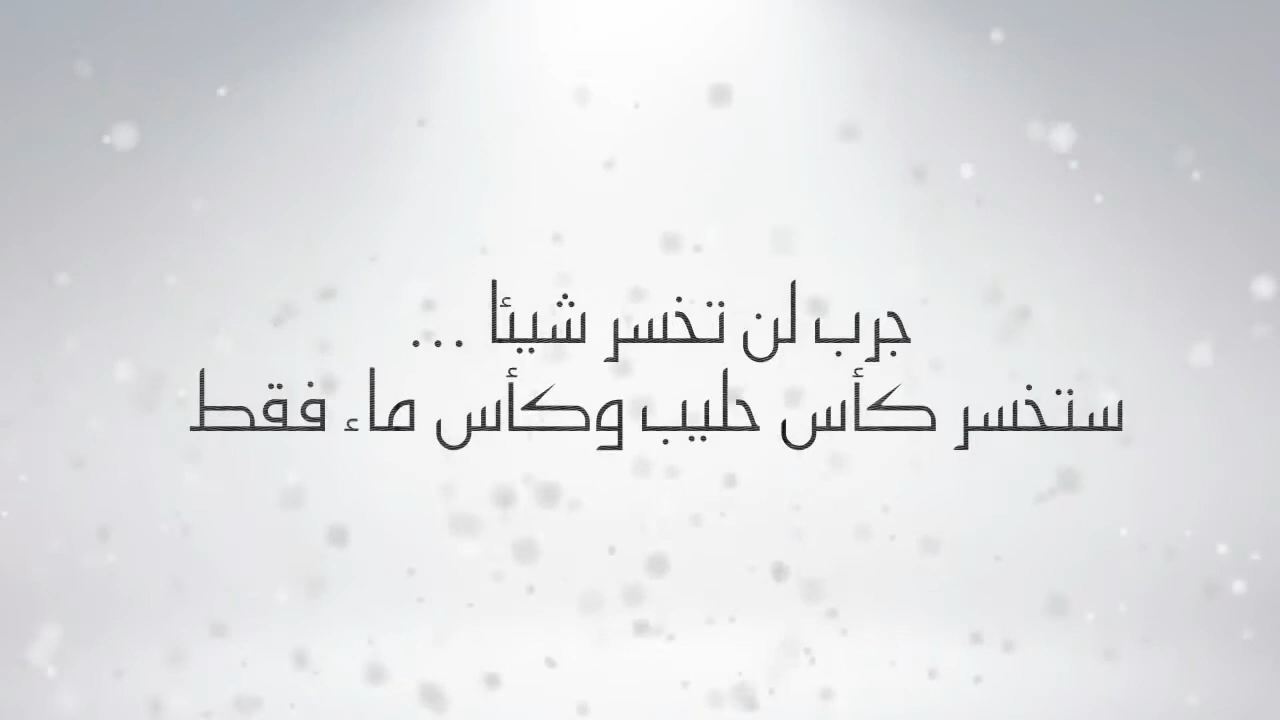 جرب لن تخسر شيئا ...
ستخسر كأس حليب وكأس ماء فقط